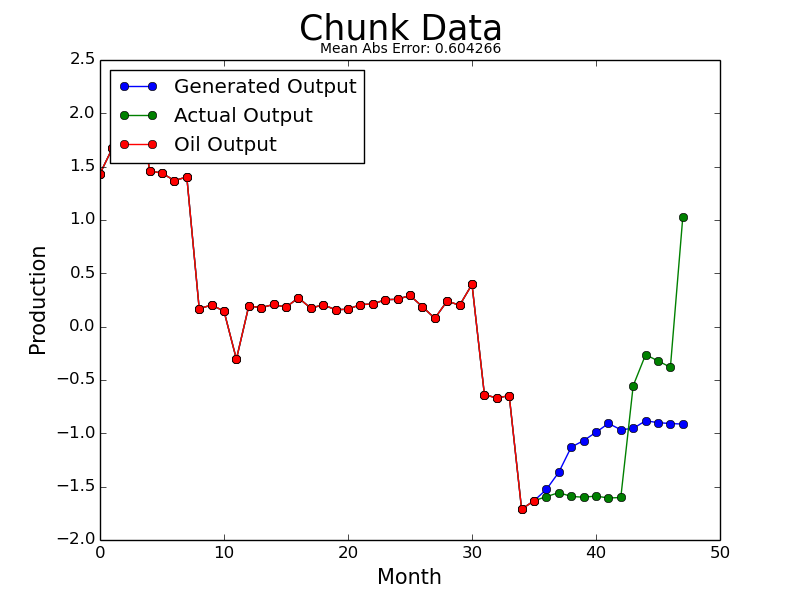 Chunk Data
Mean Abs Error: 0.604266
2.5
2.0
1.5
1.0
0.5
0.0
−0.5
−1.0
−1.5
−2.0
Production
Generated Output
Actual Output
Oil Output
0 10 20 30 40 50
Month